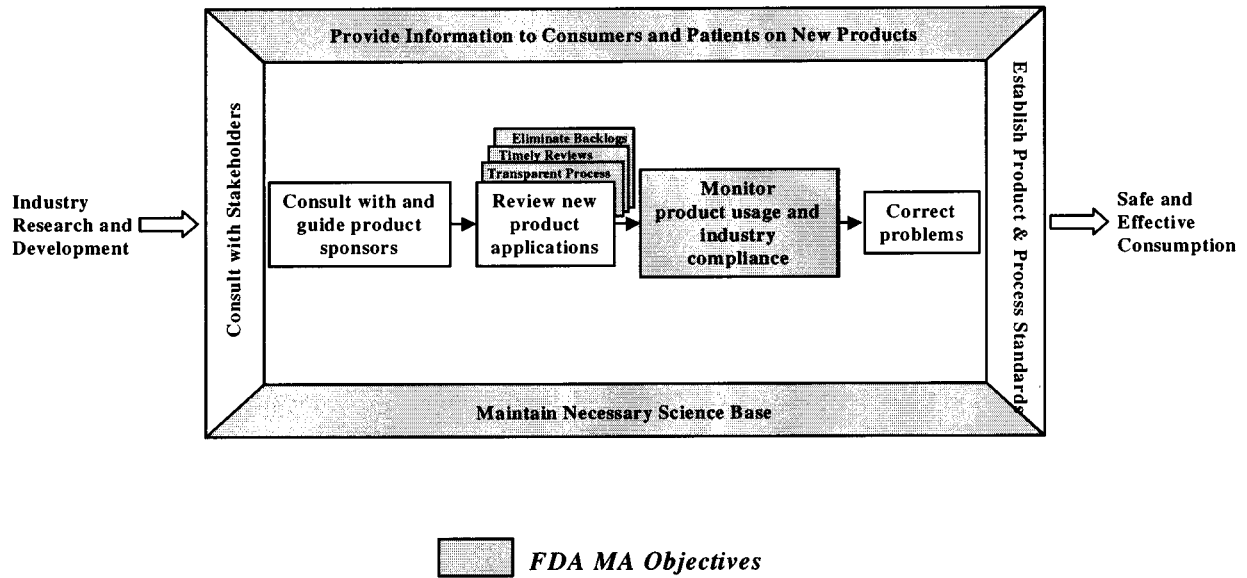 Provide Information to Consumers and Patients on New Products
Consult with Stakeholders
Establish Product & Process Standards
Industry
Research and
Development
Eliminate Backlogs
Timely Reviews
Transparent Process
Consult with and
guide product
sponsors
Review new
product
applications
Monitor
product usage and
industry
compliance
Correct
problems
Safe and
Effective
Consumption
Maintain Necessary Science Base
FDA MA Objectives